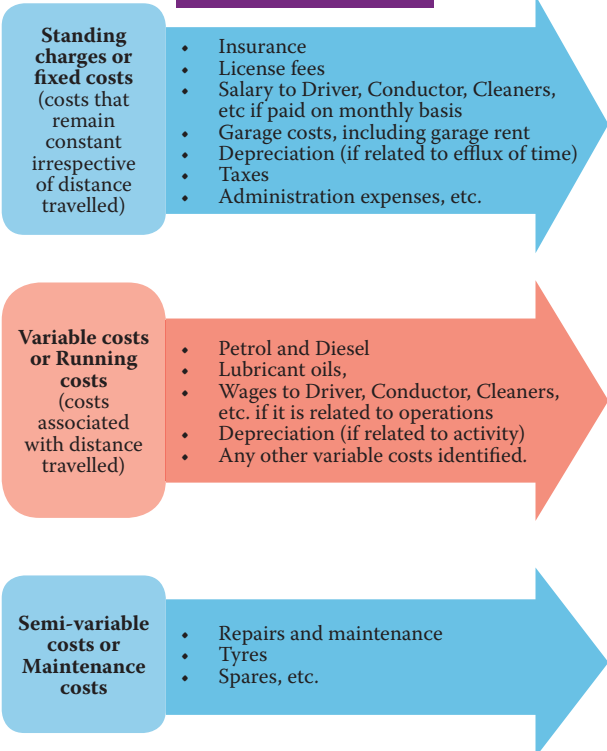 Standing
charges or
fixed costs
(costs that
remain
constant
irrespective
of distance
travelled)
• Insurance
• License fees
• Salary to Driver, Conductor, Cleaners,
etc if paid on monthly basis
• Garage costs, including garage rent
• Depreciation (if related to efflux of time)
• Taxes
• Administration expenses, etc.
Variable costs
or Running
costs
(costs
associated
with distance
travelled)
• Petrol and Diesel
• Lubricant oils,
• Wages to Driver, Conductor, Cleaners,
etc. if it is related to operations
• Depreciation (if related to activity)
• Any other variable costs identified.
Semi-variable
costs or
Maintenance
costs
• Repairs and maintenance
• Tyres
• Spares, etc.